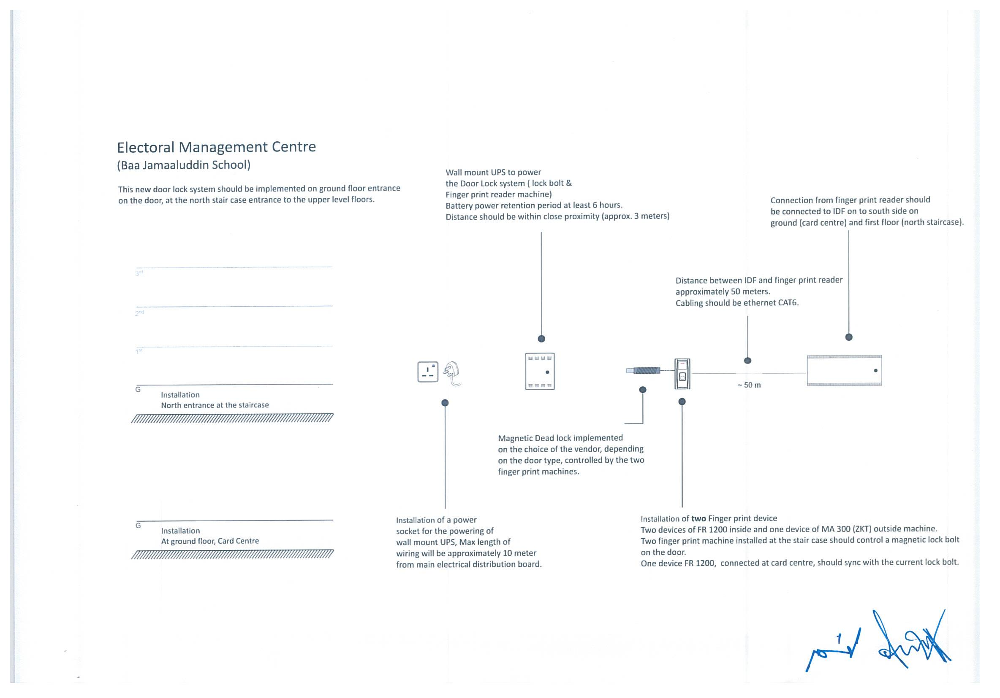 Electoral Management Centre
(Baa Jamaaluddin School)
This new door lock system should be implemented on ground floor entrance
on the door, at the north stair case entrance to the upper level floors.
Wall mount UPS to power
the Door Lock system ( lock bolt &
Finger print reader machine)
Battery power retention period at least 6 hours.
Distance should be within close proximity (approx. 3 meters)
Connection from finger print reader should
be connected to IDF on to south side on
ground (card centre) and first floor (north staircase).
Distance between IDF and finger print reader
approximately 50 meters.
Cabling should be ethernet CAT6.
3rd
2nd
1st
G
Installation
North entrance at the staircase
~ 50 m
Magnetic Dead lock implemented
on the choice of the vendor, depending
on the door type, controlled by the two
finger print machines.
G
Installation
At ground floor, Card Centre
Installation of a power
socket for the powering of
wall mount UPS, Max length of
wiring will be approximately 10 meter
from main electrical distribution board.
Installation of two Finger print device
Two devices of FR 1200 inside and one device of MA 300 (ZKT) outside machine.
Two finger print machine installed at the stair case should control a magnetic lock bolt
on the door.
One device FR 1200,  connected at card centre, should sync with the current lock bolt.